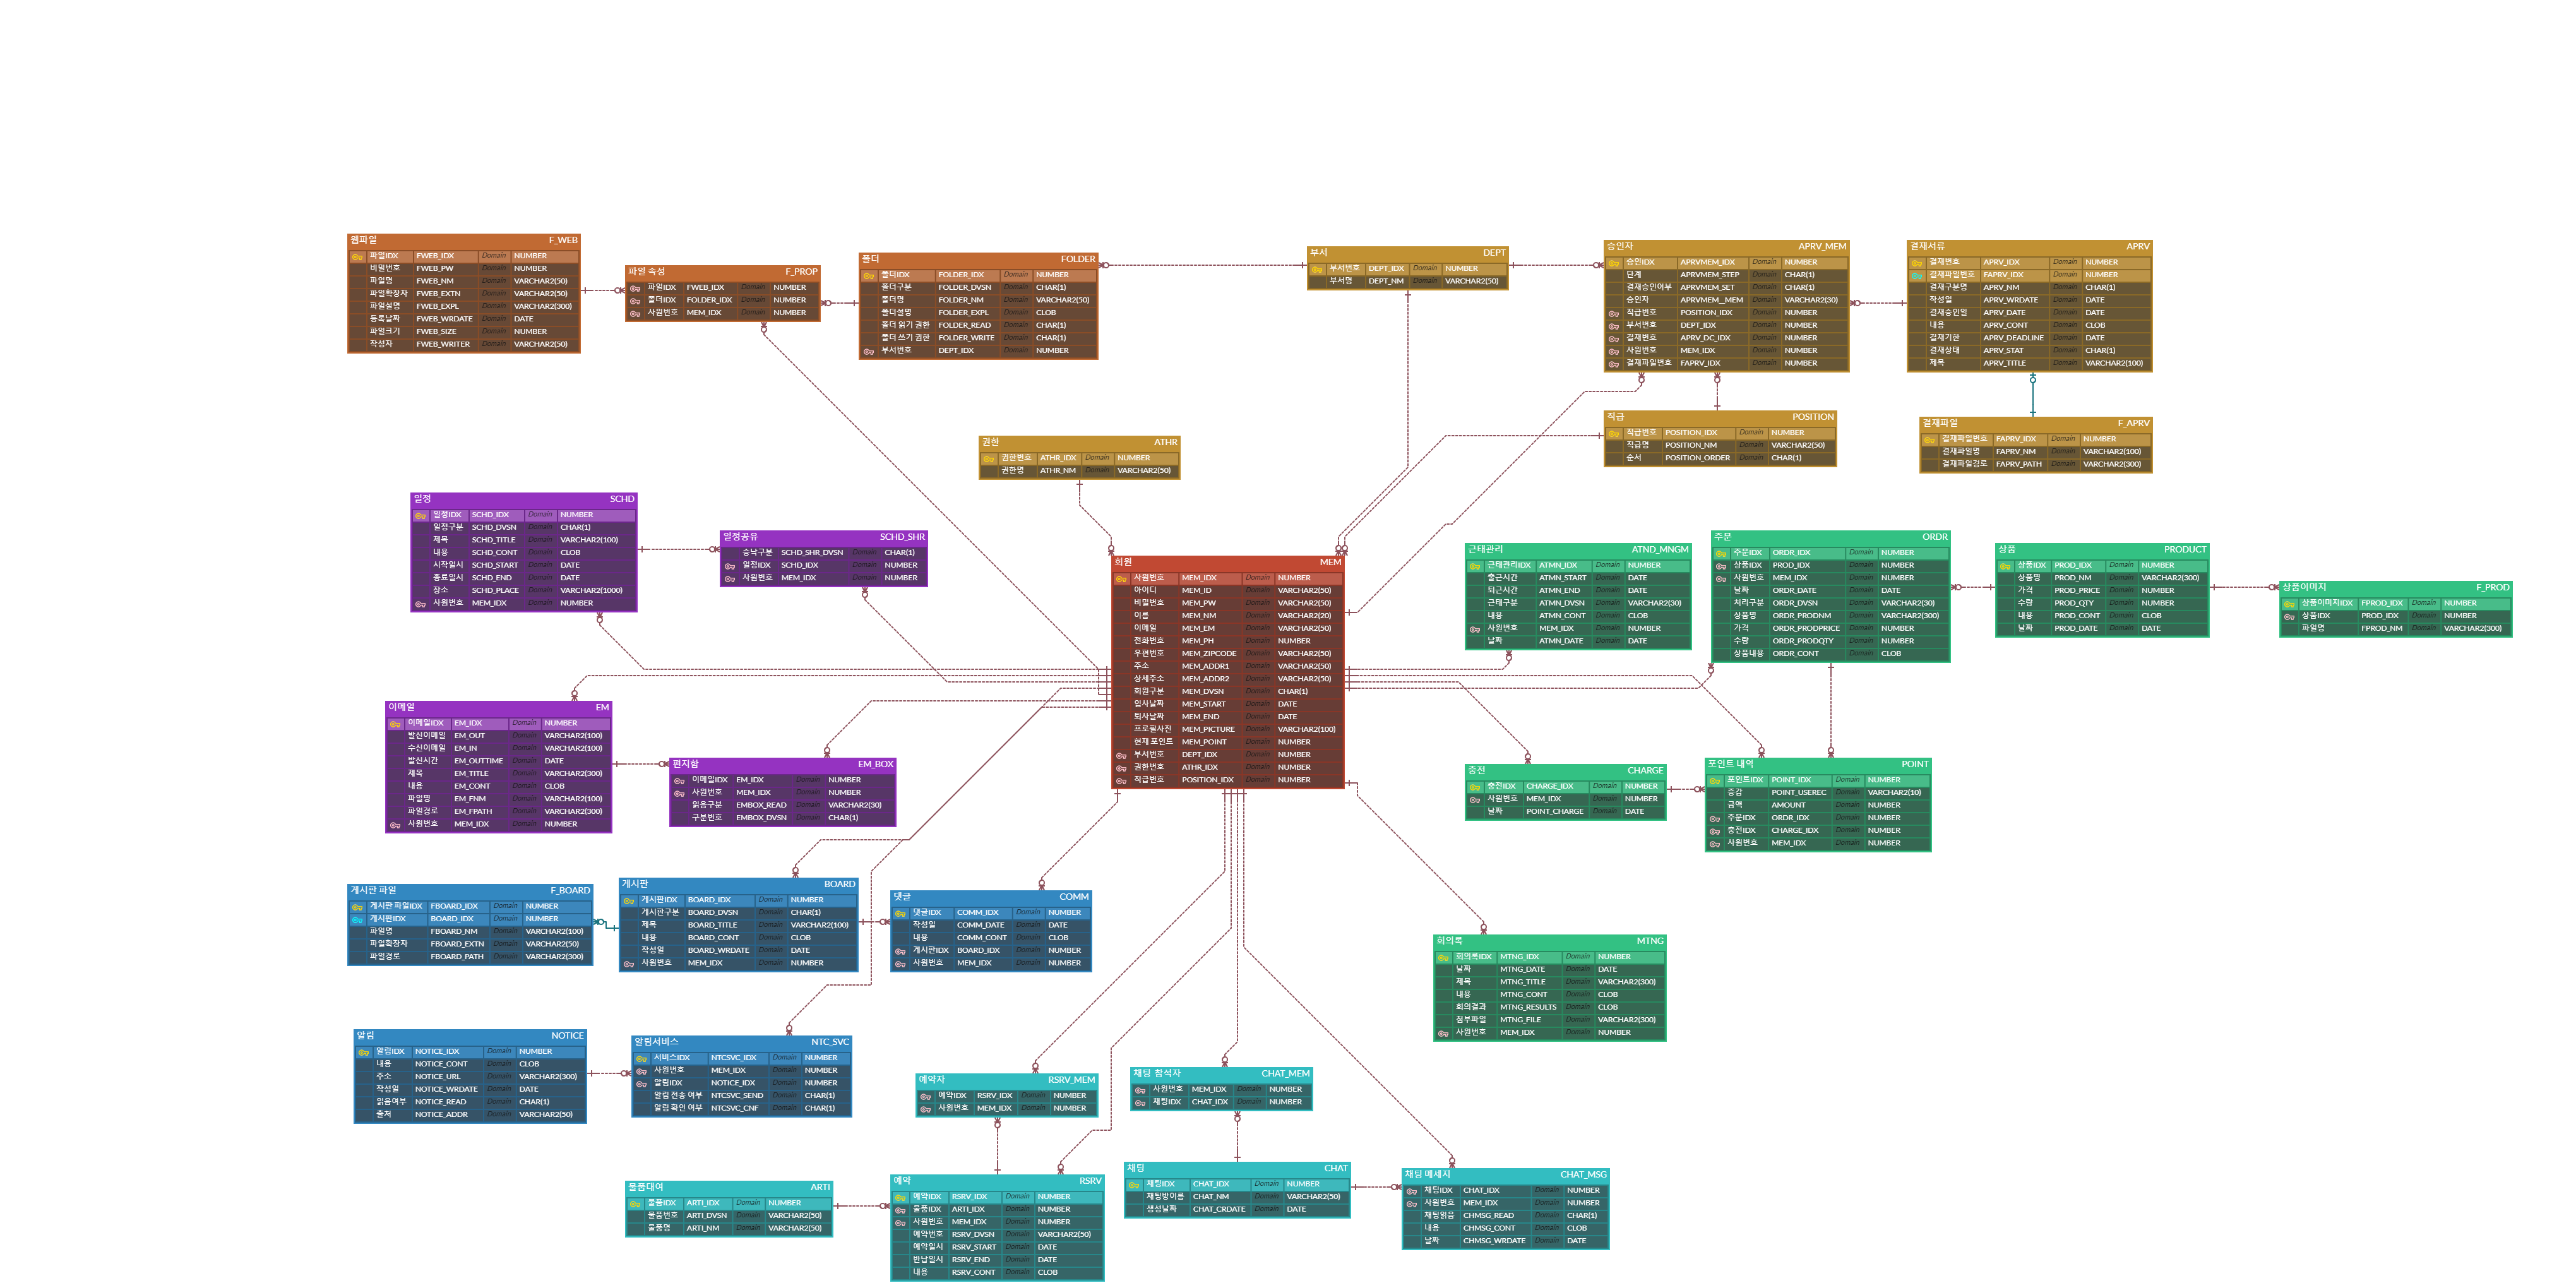 웹파일 F_WEB
파일IDX FWEB_IDX Domain NUMBER
비밀번호 FWEB_PW Domain NUMBER
파일명 FWEB_NM Domain VARCHAR2(50)
파일확장자 FWEB_EXTN Domain VARCHAR2(50)
파일설명 FWEB_EXPL Domain VARCHAR2(300)
등록날짜 FWEB_WRDATE Domain DATE
파일크기 FWEB_SIZE Domain NUMBER
작성자 FWEB_WRITER Domain VARCHAR2(50)
파일 속성 F_PROP
파일IDX FWEB_IDX Domain NUMBER
폴더IDX FOLDER_IDX Domain NUMBER
사원번호 MEM_IDX Domain NUMBER
폴더 FOLDER
폴더IDX FOLDER_IDX Domain NUMBER
폴더구분 FOLDER_DVSN Domain CHAR(1)
폴더명 FOLDER_NM Domain VARCHAR2(50)
폴더설명 FOLDER_EXPL Domain CLOB
폴더 읽기 권한 FOLDER_READ Domain CHAR(1)
폴더 쓰기 권한 FOLDER_WRITE Domain CHAR(1)
부서번호 DEPT_IDX Domain NUMBER
부서 DEPT
부서번호 DEPT_IDX Domain NUMBER
부서명 DEPT_NM Domain VARCHAR2(50)
승인자 APRV_MEM
승인IDX APRVMEM_IDX Domain NUMBER
단계 APRVMEM_STEP Domain CHAR(1)
결재승인여부 APRVMEM_SET Domain CHAR(1)
승인자 APRVMEM_.MEM Domain VARCHAR2(30)
직급번호 POSITION_IDX Domain NUMBER
부서번호 DEPT_IDX Domain NUMBER
결재번호 APRV_DC_IDX Domain NUMBER
사원번호 MEM_IDX Domain NUMBER
결재파일번호 FAPRV_IDX Domain NUMBER
결재서류 APRV
결재번호 APRV_IDX Domain NUMBER
결재파일번호 FAPRV_IDX Domain NUMBER
결재구분명 APRV_NM Domain CHAR(1)
작성일 APRV_WRDATE Domain DATE
결재승인일 APRV_DATE Domain DATE
내용 APRV_CONT Domain CLOB
결재기한 APRV_DEADLINE Domain DATE
결재상태 APRV_STAT Domain CHAR(1)
제목 APRV_TITLE Domain VARCHAR2(100)
직급 POSITION
직급번호 POSITION_IDX Domain NUMBER
직급명 POSITION_NM Domain VARCHAR2(50)
순서 POSITION_ORDER Domain CHAR(1)
결재파일 F_APRV
결재파일번호 FAPRV_IDX Domain NUMBER
결재파일명 FAPRV_NM Domain VARCHAR2(100)
결재파일경로 FAPRV_PATH Domain VARCHAR2(300)
권한 ATHR
권한번호 ATHR_IDX Domain NUMBER
권한명 ATHR_NM Domain VARCHAR2(50)
일정 SCHD
일정IDX SCHD_IDX Domain NUMBER
일정구분 SCHD_DVSN Domain CHAR(1)
제목 SCHD_TITLE Domain VARCHAR2(100)
내용 SCHD_CONT Domain CLOB
시작일시 SCHD_START Domain DATE
종료일시 SCHD_END Domain DATE
장소 SCHD_PLACE Domain VARCHAR2(1000)
사원번호 MEM_IDX Domain NUMBER
일정공유 SCHD_SHR
승낙구분 SCHD_SHR_DVSN Domain CHAR(1)
일정IDX SCHD_IDX Domain NUMBER
사원번호 MEM_IDX Domain NUMBER
회원 MEM
사원번호 MEM_IDX Domain NUMBER
아이디 MEM_ID Domain VARCHAR2(50)
비밀번호 MEM_PW Domain VARCHAR2(50)
이름 MEM_NM Domain VARCHAR2(20)
이메일 MEM_EM Domain VARCHAR2(50)
전화번호 MEM_PH Domain NUMBER
우편번호 MEM_ZIPCODE Domain VARCHAR2(50)
주소 MEM_ADDR1 Domain VARCHAR2(50)
상세주소 MEM_ADDR2 Domain VARCHAR2(50)
회원구분 MEM_DVSN Domain CHAR(1)
입사날짜 MEM_START Domain DATE
퇴사날짜 MEM_END Domain DATE
프로필사진 MEM_PICTURE Domain VARCHAR2(100)
현재 포인트 MEM_POINT Domain NUMBER
부서번호 DEPT_IDX Domain NUMBER
권한번호 ATHR_IDX Domain NUMBER
직급번호 POSITION_IDX Domain NUMBER
근태관리 ATND_MNGM
근태관리IDX ATMN_IDX Domain NUMBER
출근시간 ATMN_START Domain DATE
퇴근시간 ATMN_END Domain DATE
근태구분 ATMN_DVSN Domain VARCHAR2(30)
내용 ATMN_CONT Domain CLOB
사원번호 MEM_IDX Domain NUMBER
날짜 ATMN_DATE Domain DATE
주문 ORDR
주문IDX ORDR_IDX Domain NUMBER
상품IDX PROD_IDX Domain NUMBER
사원번호 MEM_IDX Domain NUMBER
날짜 ORDR_DATE Domain DATE
처리구분 ORDR_DVSN Domain VARCHAR2(30)
상품명 ORDR_PRODNM Domain VARCHAR2(300)
가격 ORDR_PRODPRICE Domain NUMBER
수량 ORDR_PRODQTY Domain NUMBER
상품내용 ORDR_CONT Domain CLOB
상품 PRODUCT
상품IDX PROD_IDX Domain NUMBER
상품명 PROD_NM Domain VARCHAR2(300)
가격 PROD_PRICE Domain NUMBER
수량 PROD_QTY Domain NUMBER
내용 PROD_CONT Domain CLOB
날짜 PROD_DATE Domain DATE
상품이미지 F_PROD
상품이미지IDX FPROD_IDX Domain NUMBER
상품IDX PROD_IDX Domain NUMBER
파일명 FPROD_NM Domain VARCHAR2(300)
이메일 EM
이메일IDX EM_IDX Domain NUMBER
발신이메일 EM_OUT Domain VARCHAR2(100)
수신이메일 EM_IN Domain VARCHAR2(100)
발신시간 EM_OUTTIME Domain DATE
제목 EM_TITLE Domain VARCHAR2(300)
내용 EM_CONT Domain CLOB
파일명 EM_FNM Domain VARCHAR2(100)
파일경로 EM_FPATH Domain VARCHAR2(300)
사원번호 MEM_IDX Domain NUMBER
편지함 EM_BOX
이메일IDX EM_IDX Domain NUMBER
사원번호 MEM_IDX Domain NUMBER
읽음구분 EMBOX_READ Domain VARCHAR2(30)
구분번호 EMBOX_DVSN Domain CHAR(1)
충전 CHARGE
충전IDX CHARGE_IDX Domain NUMBER
사원번호 MEM_IDX Domain NUMBER
날짜 POINT_CHARGE Domain DATE
포인트 내역 POINT
포인트IDX POINT_IDX Domain NUMBER
증감 POINT_USEREC Domain VARCHAR2(10)
금액 AMOUNT Domain NUMBER
주문IDX ORDR_IDX Domain NUMBER
충전IDX CHARGE_IDX Domain NUMBER
사원번호 MEM_IDX Domain NUMBER
게시판 파일 F_BOARD
게시판 파일IDX FBOARD_IDX Domain NUMBER
게시판IDX BOARD_IDX Domain NUMBER
파일명 FBOARD_NM Domain VARCHAR2(100)
파일확장자 FBOARD_EXTN Domain VARCHAR2(50)
파일경로 FBOARD_PATH Domain VARCHAR2(300)
게시판 BOARD
게시판IDX BOARD_IDX Domain NUMBER
게시판구분 BOARD_DVSN Domain CHAR(1)
제목 BOARD_TITLE Domain VARCHAR2(100)
내용 BOARD_CONT Domain CLOB
작성일 BOARD_WRDATE Domain DATE
사원번호 MEM_IDX Domain NUMBER
댓글 COMM
댓글IDX COMM_IDX Domain NUMBER
작성일 COMM_DATE Domain DATE
내용 COMM_CONT Domain CLOB
게시판IDX BOARD_IDX Domain NUMBER
사원번호 MEM_IDX Domain NUMBER
회의록 MTNG
회의록IDX MTNG_IDX Domain NUMBER
날짜 MTNG_DATE Domain DATE
제목 MTNG_TITLE Domain VARCHAR2(300)
내용 MTNG_CONT Domain CLOB
회의결과 MTNG_RESULTS Domain CLOB
첨부파일 MTNG_FILE Domain VARCHAR2(300)
사원번호 MEM_IDX Domain NUMBER
알림 NOTICE
알림IDX NOTICE_IDX Domain NUMBER
내용 NOTICE_CONT Domain CLOB
주소 NOTICE_URL Domain VARCHAR2(300)
작성일 NOTICE_WRDATE Domain DATE
읽음여부 NOTICE_READ Domain CHAR(1)
출처 NOTICE_ADDR Domain VARCHAR2(50)
알림서비스 NTC_SVC
서비스IDX NTCSVC_IDX Domain NUMBER
사원번호 MEM_IDX Domain NUMBER
알림IDX NOTICE_IDX Domain NUMBER
알림 전송 여부 NTCSVC_SEND Domain CHAR(1)
알림 확인 여부 NTCSVC_CNF Domain CHAR(1)
예약자 RSRV_MEM
예약IDX RSRV_IDX Domain NUMBER
사원번호 MEM_IDX Domain NUMBER
채팅 참석자 CHAT_MEM
사원번호 MEM_IDX Domain NUMBER
채팅IDX CHAT_IDX Domain NUMBER
물품대여 ARTI
물품IDX ARTI_IDX Domain NUMBER
물품번호 ARTI_DVSN Domain VARCHAR2(50)
물품명 ARTI_NM Domain VARCHAR2(50)
예약 RSRV
예약IDX RSRV_IDX Domain NUMBER
물품IDX ARTI_IDX Domain NUMBER
사원번호 MEM_IDX Domain NUMBER
예약번호 RSRV_DVSN Domain VARCHAR2(50)
예약일시 RSRV_START Domain DATE
반납일시 RSRV_END Domain DATE
내용 RSRV_CONT Domain CLOB
채팅 CHAT
채팅IDX CHAT_IDX Domain NUMBER
채팅방이름 CHAT_NM Domain VARCHAR2(50)
생성날짜 CHAT_CRDATE Domain DATE
채팅 메세지 CHAT_MSG
채팅IDX CHAT_IDX Domain NUMBER
사원번호 MEM_IDX Domain NUMBER
채팅읽음 CHMSG_READ Domain CHAR(1)
내용 CHMSG_CONT Domain CLOB
날짜 CHMSG_WRDATE Domain DATE